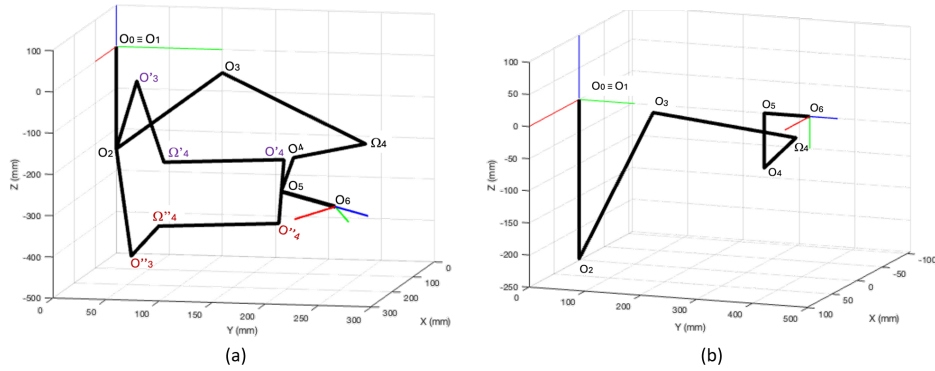 O₀ ≡ O₁
O'₃
O₃
O₂
Ω'₄
O'₄
O⁴
Ω₄
O₅
O₆
Ω"₄
O"₄
O"₃
100
0
-100
-200
-300
-400
-500
Z (mm)
0
50
100
150
200
250
300
Y (mm)
300
200
100
0
X (mm)
(a)
O₀ ≡ O₁
O₃
O₅
O₆
Ω₄
O₄
O₂
100
50
0
-50
-100
-150
-200
-250
Z (mm)
0
100
200
300
400
500
Y (mm)
100
50
0
-50
-100
X (mm)
(b)